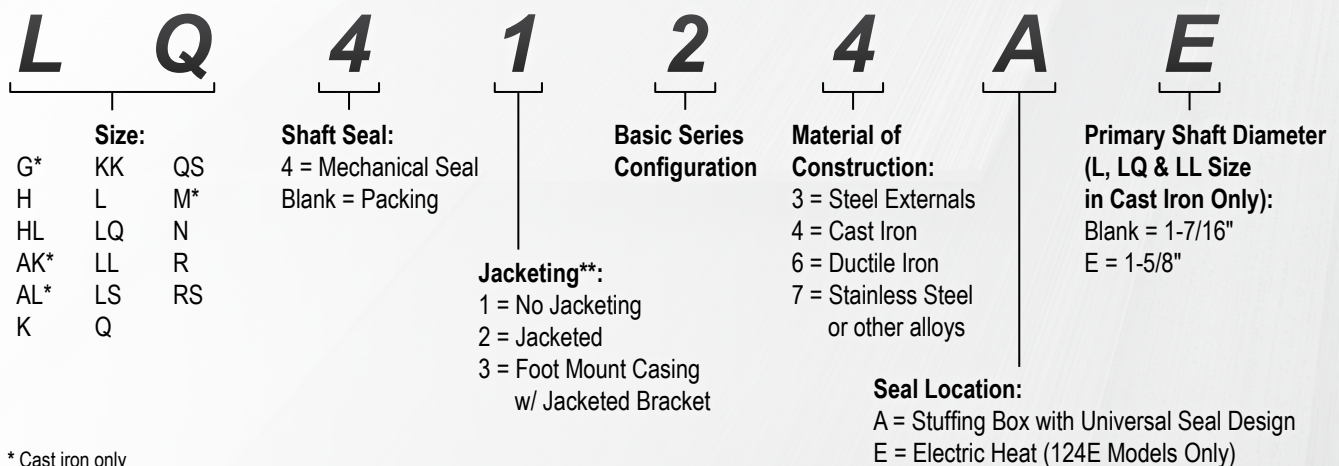 L Q 4 1 2 4 A E
Size:
G* KK QS
H L M*
HL LQ N
AK* LL R
AL* LS RS
K Q
Shaft Seal:
4 = Mechanical Seal
Blank = Packing
Jacketing**:
1 = No Jacketing
2 = Jacketed
3 = Foot Mount Casing
w/ Jacketed Bracket
Basic Series
Configuration
Material of
Construction:
3 = Steel Externals
4 = Cast Iron
6 = Ductile Iron
7 = Stainless Steel
or other alloys
Seal Location:
A = Stuffing Box with Universal Seal Design
E = Electric Heat (124E Models Only)
Primary Shaft Diameter
(L, LQ & LL Size
in Cast Iron Only):
Blank = 1-7/16"
E = 1-5/8"
* Cast iron only